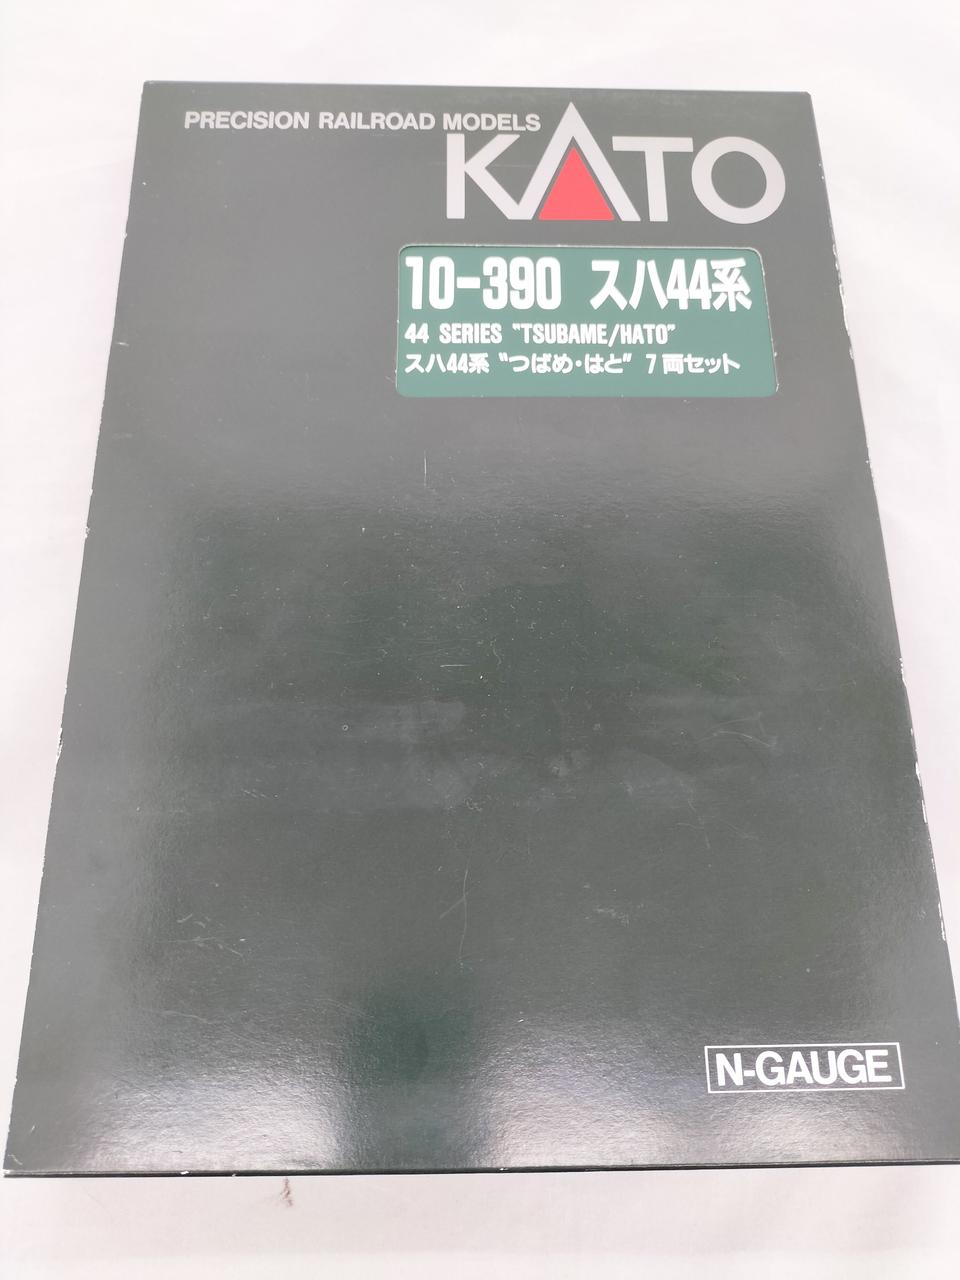 PRECISION RAILROAD MODELS
KATO
10-390 スハ44系
44 SERIES "TSUBAME/HATO"
スハ44系 "つばめ・はと" 7両セット
N-GAUGE